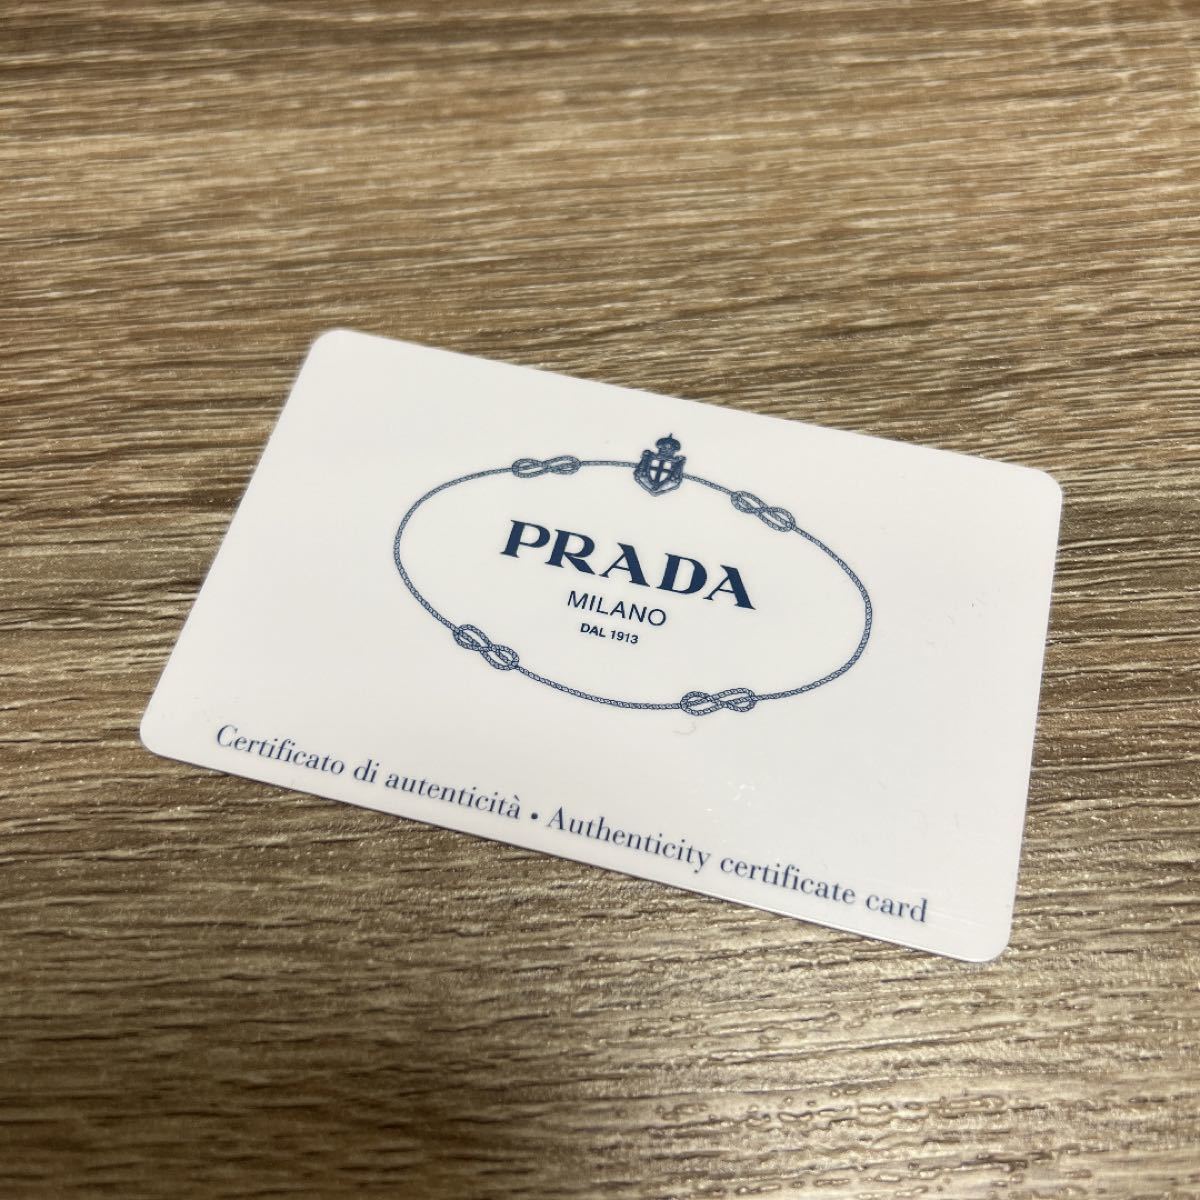 PRADA
MILANO
DAL 1913
Certificato di autenticità • Authenticity certificate card